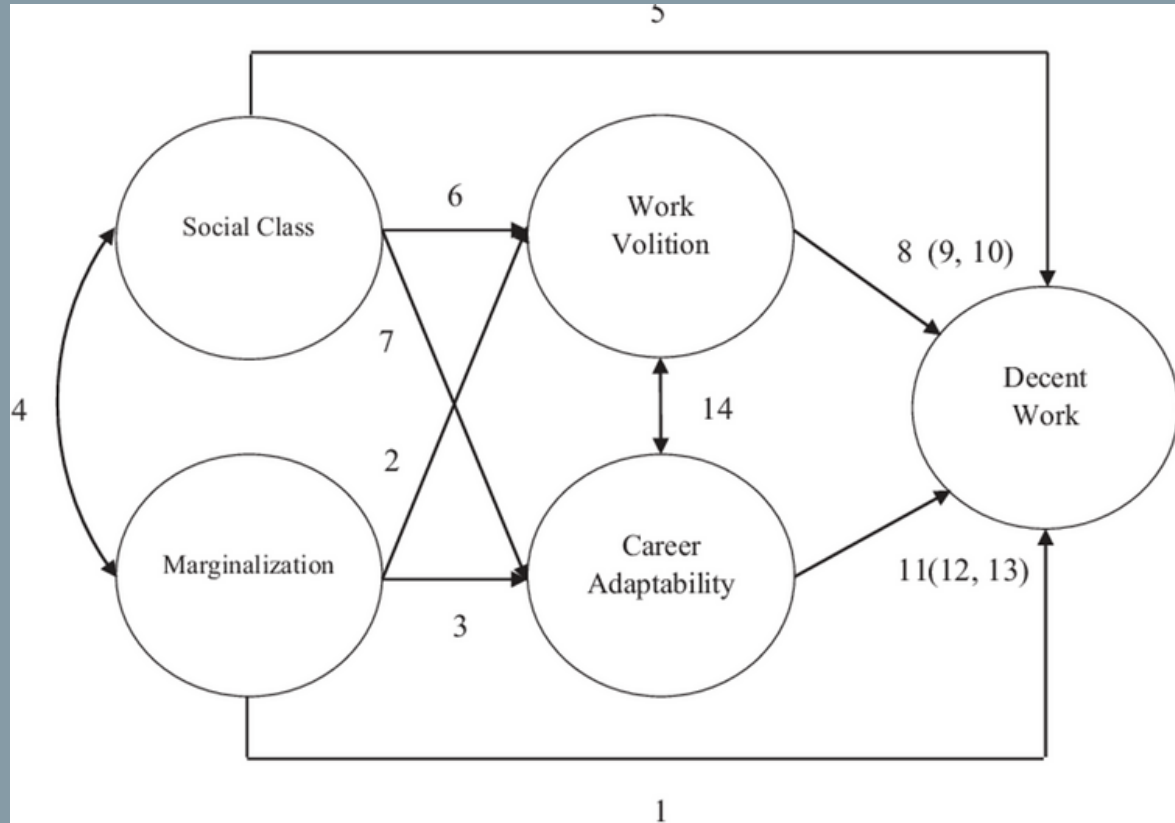 5
Social Class
6
Work
Volition
8 (9, 10)
7
Decent
Work
4
14
2
Marginalization
Career
Adaptability
11(12, 13)
3
1